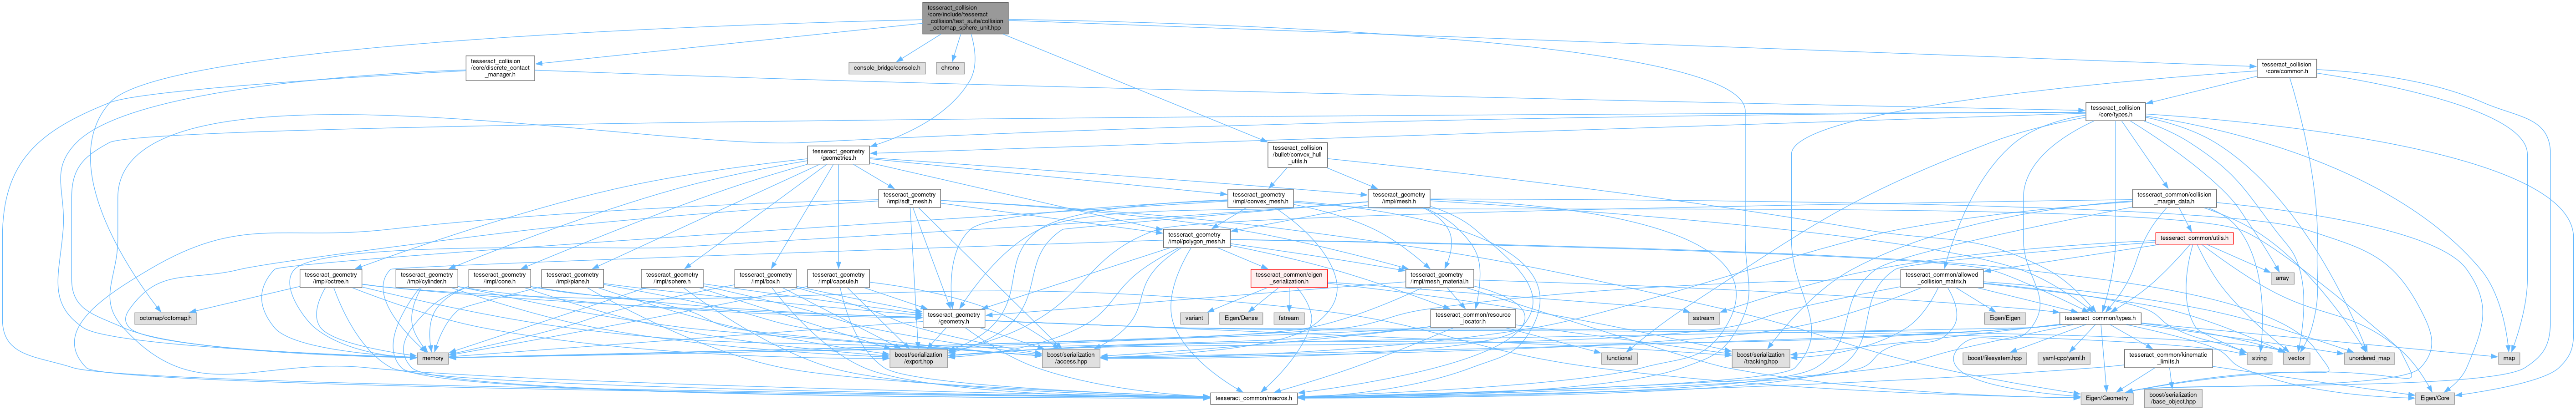 tesseract_collision
/core/include/tesseract
_collision/test_suite/collision
_octomap_sphere_unit.hpp
tesseract_collision
/core/discrete_contact
_manager.h
console_bridge/console.h
chrono
tesseract_collision
/core/common.h
tesseract_collision
/core/types.h
tesseract_geometry
/geometries.h
tesseract_collision
/bullet/convex_hull
_utils.h
tesseract_geometry
/impl/sdf_mesh.h
tesseract_geometry
/impl/convex_mesh.h
tesseract_geometry
/impl/mesh.h
tesseract_common/collision
_margin_data.h
tesseract_geometry
/impl/polygon_mesh.h
tesseract_common/utils.h
tesseract_geometry
/impl/octree.h
tesseract_geometry
/impl/cylinder.h
tesseract_geometry
/impl/cone.h
tesseract_geometry
/impl/plane.h
tesseract_geometry
/impl/sphere.h
tesseract_geometry
/impl/box.h
tesseract_geometry
/impl/capsule.h
tesseract_common/eigen
_serialization.h
tesseract_geometry
/impl/mesh_material.h
tesseract_common/allowed
_collision_matrix.h
array
octomap/octomap.h
tesseract_geometry
/geometry.h
variant
Eigen/Dense
fstream
tesseract_common/resource
_locator.h
sstream
Eigen/Eigen
tesseract_common/types.h
memory
boost/serialization
/export.hpp
boost/serialization
/access.hpp
functional
boost/serialization
/tracking.hpp
boost/filesystem.hpp
yaml-cpp/yaml.h
tesseract_common/kinematic
_limits.h
string
vector
unordered_map
map
tesseract_common/macros.h
Eigen/Geometry
boost/serialization
/base_object.hpp
Eigen/Core